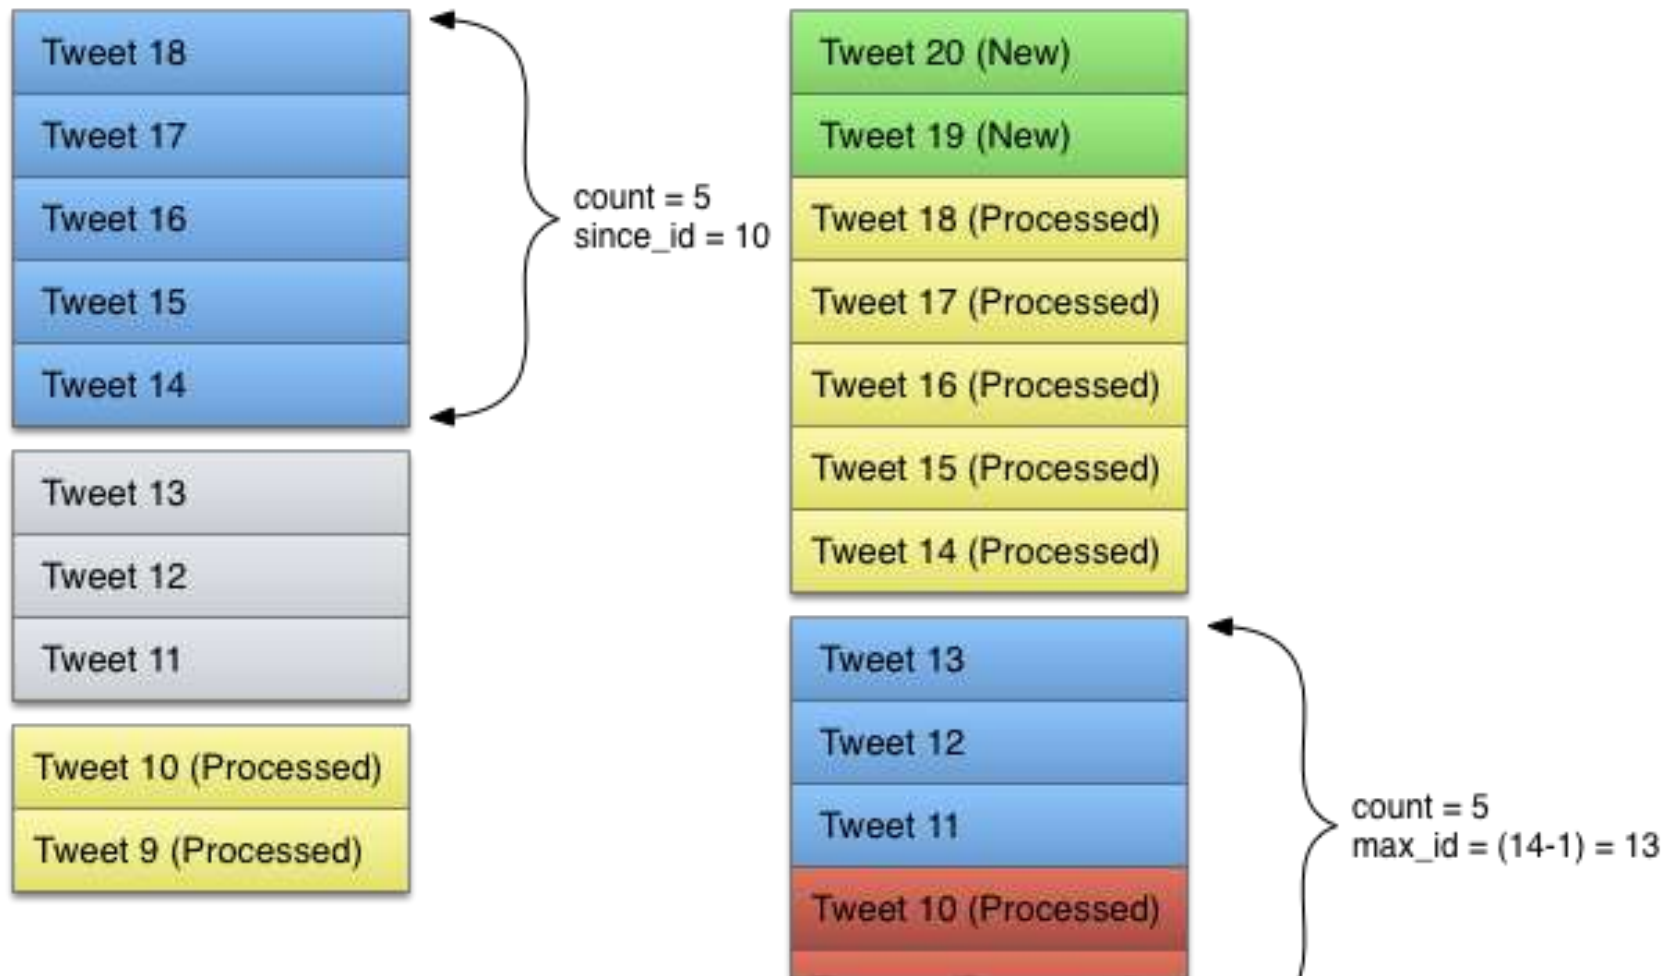 Tweet 18
Tweet 17
Tweet 16
Tweet 15
Tweet 14
count = 5
since_id = 10
Tweet 13
Tweet 12
Tweet 11
Tweet 10 (Processed)
Tweet 9 (Processed)
Tweet 20 (New)
Tweet 19 (New)
Tweet 18 (Processed)
Tweet 17 (Processed)
Tweet 16 (Processed)
Tweet 15 (Processed)
Tweet 14 (Processed)
Tweet 13
Tweet 12
Tweet 11
Tweet 10 (Processed)
count = 5
max_id = (14-1) = 13